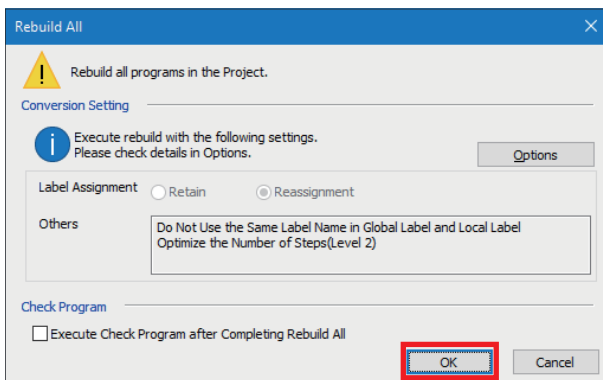 Rebuild All
Rebuild all programs in the Project.
Conversion Setting
Execute rebuild with the following settings.
Please check details in Options.
Options
Label Assignment
Retain
Reassignment
Others
Do Not Use the Same Label Name in Global Label and Local Label
Optimize the Number of Steps(Level 2)
Check Program
Execute Check Program after Completing Rebuild All
OK
Cancel